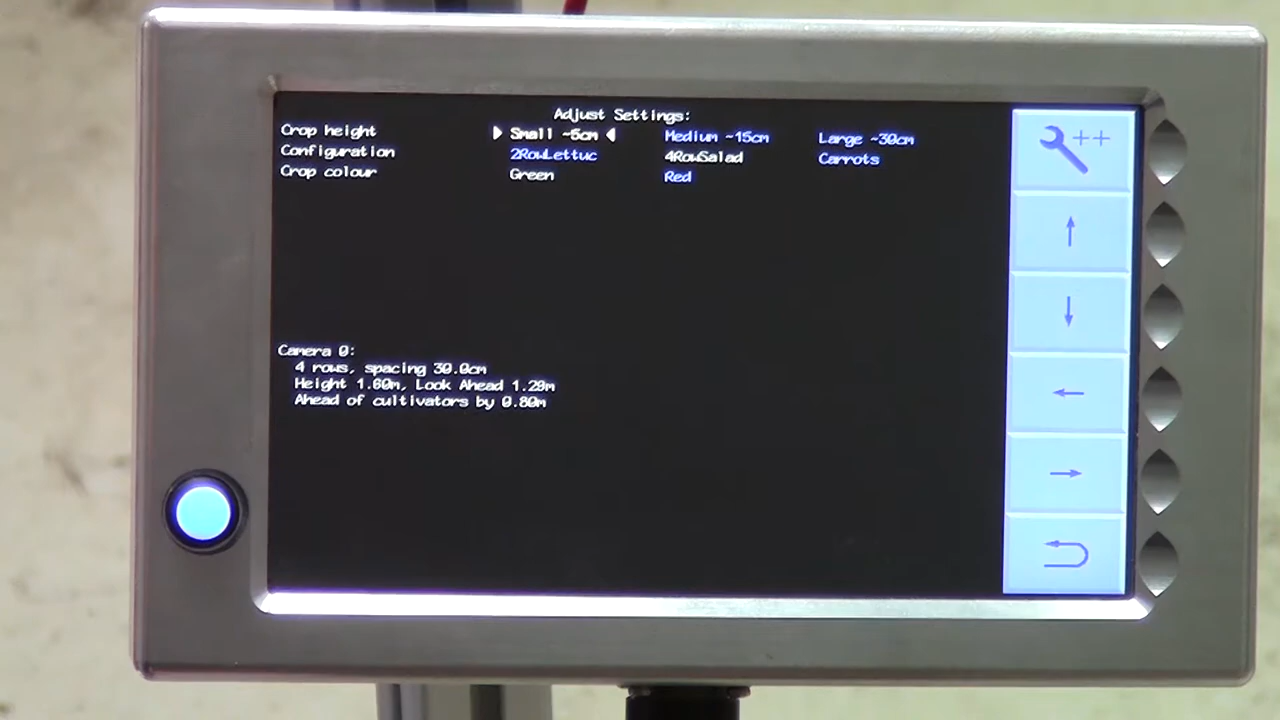 Adjust Settings:
Crop height Small ~5cm Medium ~15cm Large ~30cm
Configuration 2RowLettuc 4RowSalad Carrots
Crop colour Green Red
Camera 0:
4 rows, spacing 30.0cm
Height 1.60m, Look Ahead 1.20m
Ahead of cultivators by 0.80m
++